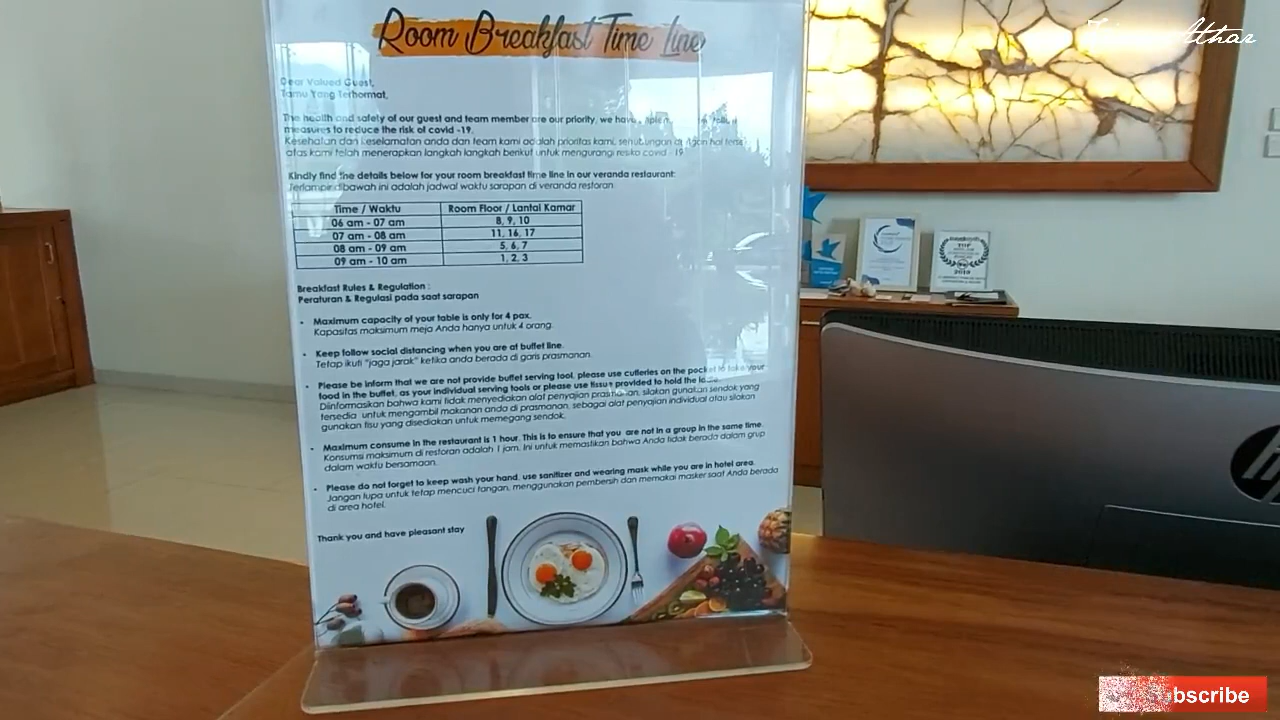 Room Breakfast Time Line
Dear Valued Guest,
Tamu Yang Terhormat,
The health and safety of our guest and team member are our priority, we have
measures to reduce the risk of covid -19.
Kesehatan dan keselamatan anda dan team kami adalah prioritas kami, sehubungan
atas kami telah menerapkan langkah langkah berikut untuk mengurangi resiko covid -19
Kindly find the details below for your room breakfast time line in our veranda restaurant:
Terlampir dibawah ini adalah jadwal waktu sarapan di veranda restoran
Time / Waktu Room Floor / Lantai Kamar
06 am - 07 am 8, 9, 10
07 am - 08 am 11, 16, 17
08 am - 09 am 5, 6, 7
09 am - 10 am 1, 2, 3
Breakfast Rules & Regulation :
Peraturan & Regulasi pada saat sarapan
• Maximum capacity of your table is only for 4 pax.
Kapasitas maksimum meja Anda hanya untuk 4 orang.
• Keep follow social distancing when you are at buffet line.
Tetap ikuti "jaga jarak" ketika anda berada di garis prasmanan.
• Please be inform that we are not provide buffet serving tool, please use cutleries on the pocket to take your
food in the buffet, as your individual serving tools or please use tissue provided to hold the
Diinformasikan bahwa kami tidak menyediakan alat penyajian prasmanan, silakan gunakan sendok yang
tersedia untuk mengambil makanan anda di prasmanan, sebagai alat penyajian individual atau silakan
gunakan tisu yang disediakan untuk memegang sendok.
• Maximum consume in the restaurant is 1 hour. This is to ensure that you are not in a group in the same time.
Konsumsi maksimum di restoran adalah 1 jam. Ini untuk memastikan bahwa Anda tidak berada dalam grup
dalam waktu bersamaan.
• Please do not forget to keep wash your hand, use sanitizer and wearing mask while you are in hotel area.
Jangan lupa untuk tetap mencuci tangan, menggunakan pembersih dan memakai masker saat Anda berada
di area hotel.
Thank you and have pleasant stay
TOP
2019
hp
Athar
bscribe